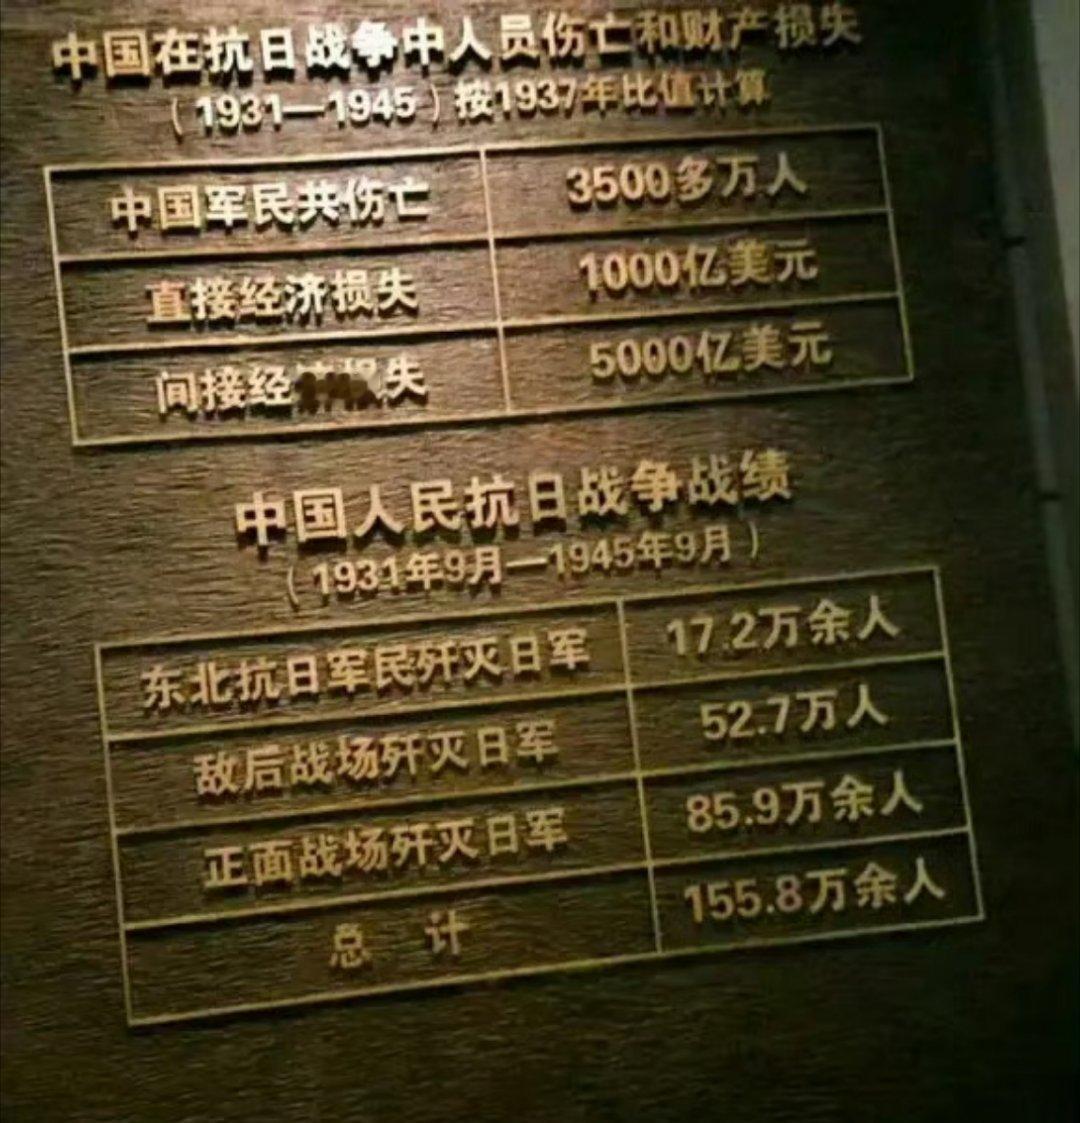 中国在抗日战争中人员伤亡和财产损失
（1931—1945）按1937年比值计算
中国军民共伤亡 3500多万人
直接经济损失 1000亿美元
间接经 失 5000亿美元
中国人民抗日战争战绩
（1931年9月—1945年9月）
东北抗日军民歼灭日军 17.2万余人
敌后战场歼灭日军 52.7万人
正面战场歼灭日军 85.9万余人
总 计 155.8万余人